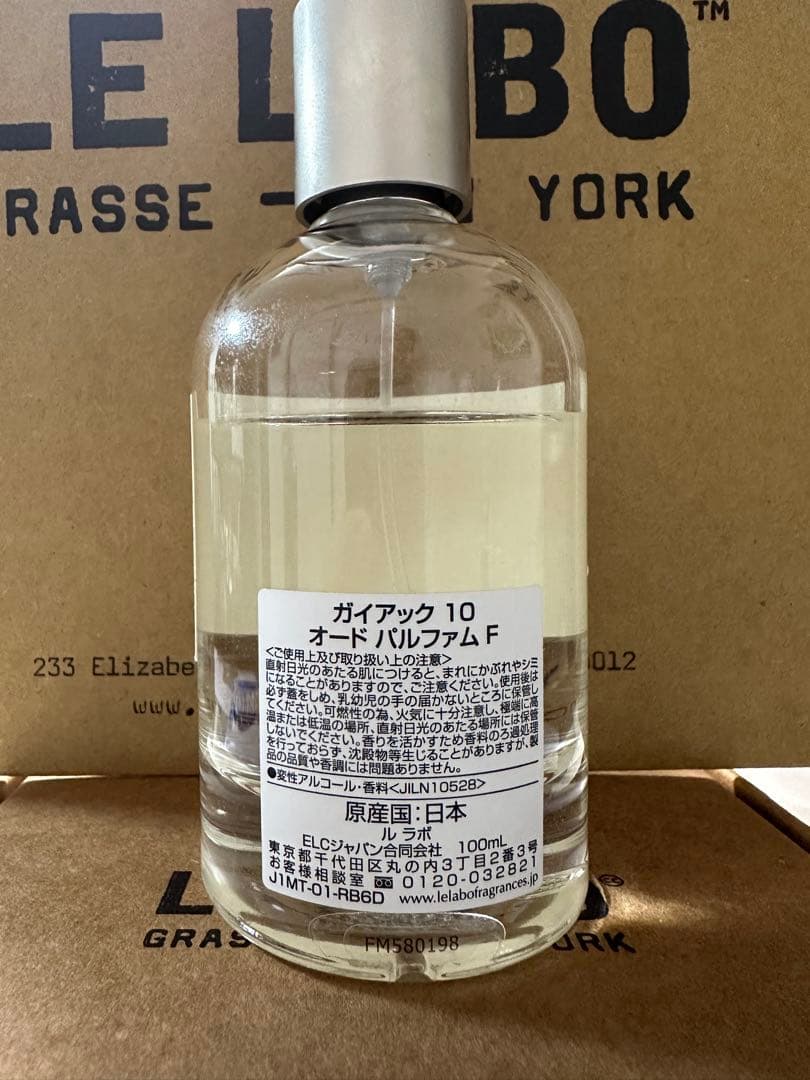 LE LABO™
GRASSE — YORK
233 Elizabe 0012
www.
ガイアック 10
オード パルファム F
<ご使用上及び取り扱い上の注意>
直射日光のあたる肌につけると、まれにかぶれやシミ
になることがありますので、ご注意ください。使用後は
必ず蓋をしめ、乳幼児の手の届かないところに保管し
てください。可燃性の為、火気に十分注意し、極端に高
温または低温の場所、直射日光のあたる場所には保管
しないでください。香りを活かすため香料のろ過処理
を行っておらず、沈殿物等生じることがありますが、製
品の品質や香調には問題ありません。
●変性アルコール・香料<JILN10528>
原産国:日本
ル ラボ
ELCジャパン合同会社 100mL
東京都千代田区丸の内3丁目2番3号
お客様相談室 0120-032821
J1MT-01-RB6D www.lelabofragrances.jp
L O®
GRAS YORK
FM580198